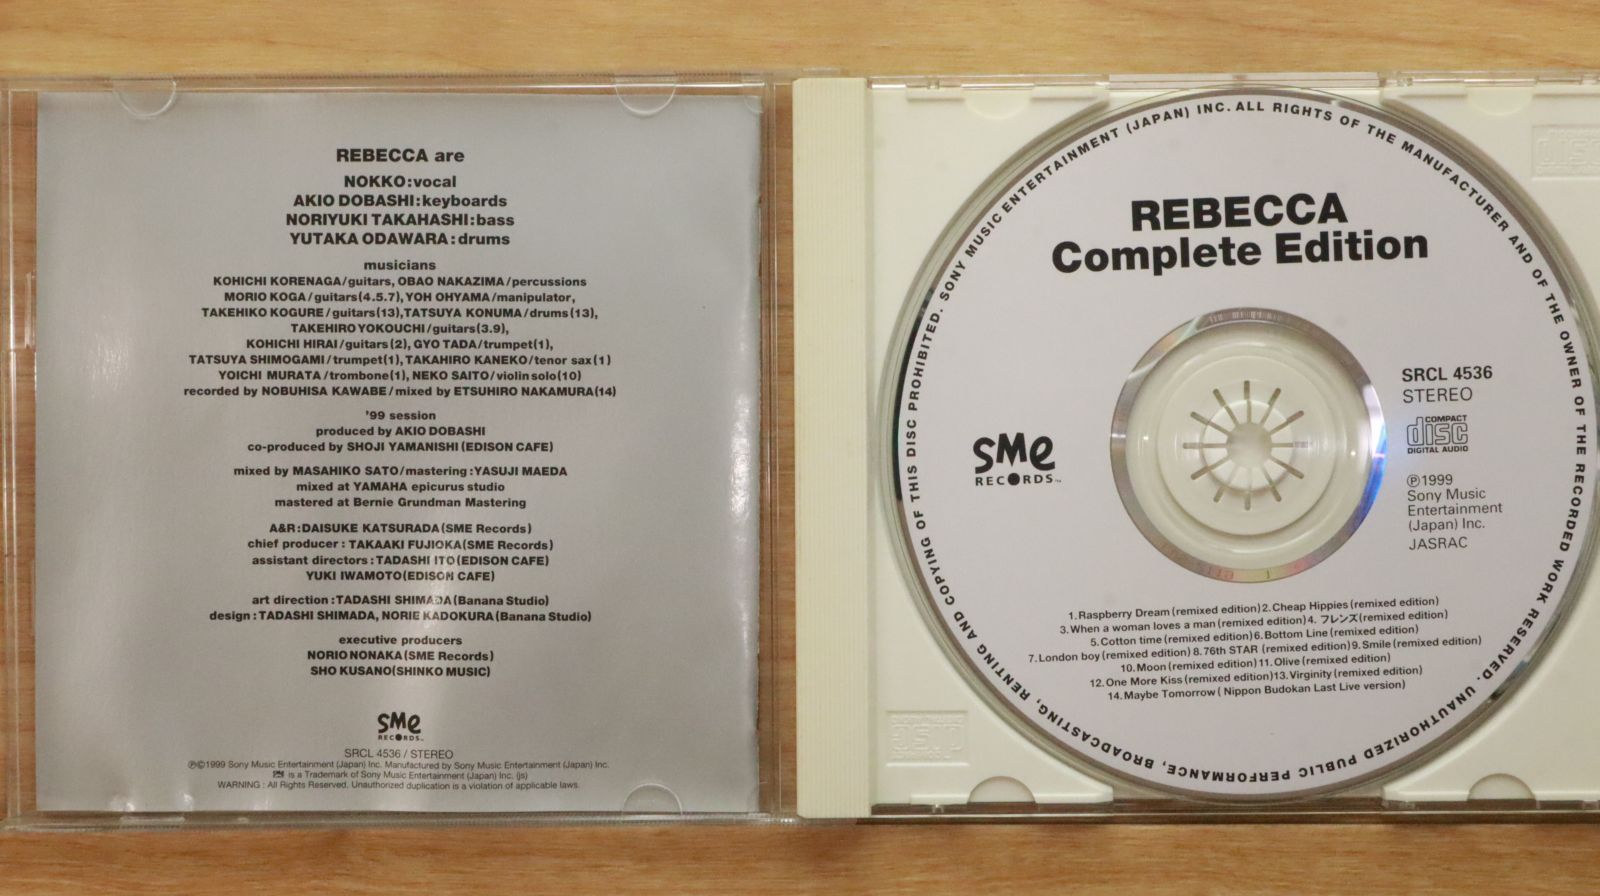 REBECCA are
NOKKO:vocal
AKIO DOBASHI:keyboards
NORIYUKI TAKAHASHI:bass
YUTAKA ODAWARA:drums
musicians
KOHICHI KORENAGA/guitars, OBAO NAKAZIMA/percussions
MORIO KOGA/guitars(4.5.7), YOH OHYAMA/manipulator,
TAKEHIKO KOGURE/guitars(13),TATSUYA KONUMA/drums(13),
TAKEHIRO YOKOUCHI/guitars(3.9),
KOHICHI HIRAI/guitars(2), GYO TADA/trumpet(1),
TATSUYA SHIMOGAMI/trumpet(1), TAKAHIRO KANEKO/tenor sax(1)
YOICHI MURATA/trombone(1), NEKO SAITO/violin solo(10)
recorded by NOBUHISA KAWABE/mixed by ETSUHIRO NAKAMURA(14)
'99 session
produced by AKIO DOBASHI
co-produced by SHOJI YAMANISHI(EDISON CAFE)
mixed by MASAHIKO SATO/mastering:YASUJI MAEDA
mixed at YAMAHA epicurus studio
mastered at Bernie Grundman Mastering
A&R:DAISUKE KATSURADA(SME Records)
chief producer: TAKAAKI FUJIOKA(SME Records)
assistant directors:TADASHI ITO(EDISON CAFE)
YUKI IWAMOTO(EDISON CAFE)
art direction:TADASHI SHIMADA(Banana Studio)
design:TADASHI SHIMADA, NORIE KADOKURA(Banana Studio)
executive producers
NORIO NONAKA(SME Records)
SHO KUSANO(SHINKO MUSIC)
SMe
RECORDS™
SRCL 4536 / STEREO
℗©1999 Sony Music Entertainment (Japan) Inc. Manufactured by Sony Music Entertainment (Japan) Inc.
is a Trademark of Sony Music Entertainment (Japan) Inc. (js)
WARNING : All Rights Reserved. Unauthorized duplication is a violation of applicable laws.
SONY MUSIC ENTERTAINMENT (JAPAN) INC. ALL RIGHTS OF THE MANUFACTURER AND OF THE OWNER OF THE RECORDED WORK RESERVED. UNAUTHORIZED PUBLIC PERFORMANCE, BROADCASTING, RENTING AND COPYING OF THIS DISC PROHIBITED.
REBECCA
Complete Edition
SMe
RECORDS™
SRCL 4536
STEREO
COMPACT
disc
DIGITAL AUDIO
℗1999
Sony Music
Entertainment
(Japan) Inc.
JASRAC
1.Raspberry Dream (remixed edition) 2.Cheap Hippies (remixed edition)
3.When a woman loves a man (remixed edition) 4.フレンズ(remixed edition)
5.Cotton time (remixed edition) 6.Bottom Line (remixed edition)
7.London boy (remixed edition) 8.76th STAR (remixed edition) 9.Smile (remixed edition)
10.Moon (remixed edition) 11.Olive (remixed edition)
12.One More Kiss (remixed edition) 13.Virginity (remixed edition)
14.Maybe Tomorrow ( Nippon Budokan Last Live version)